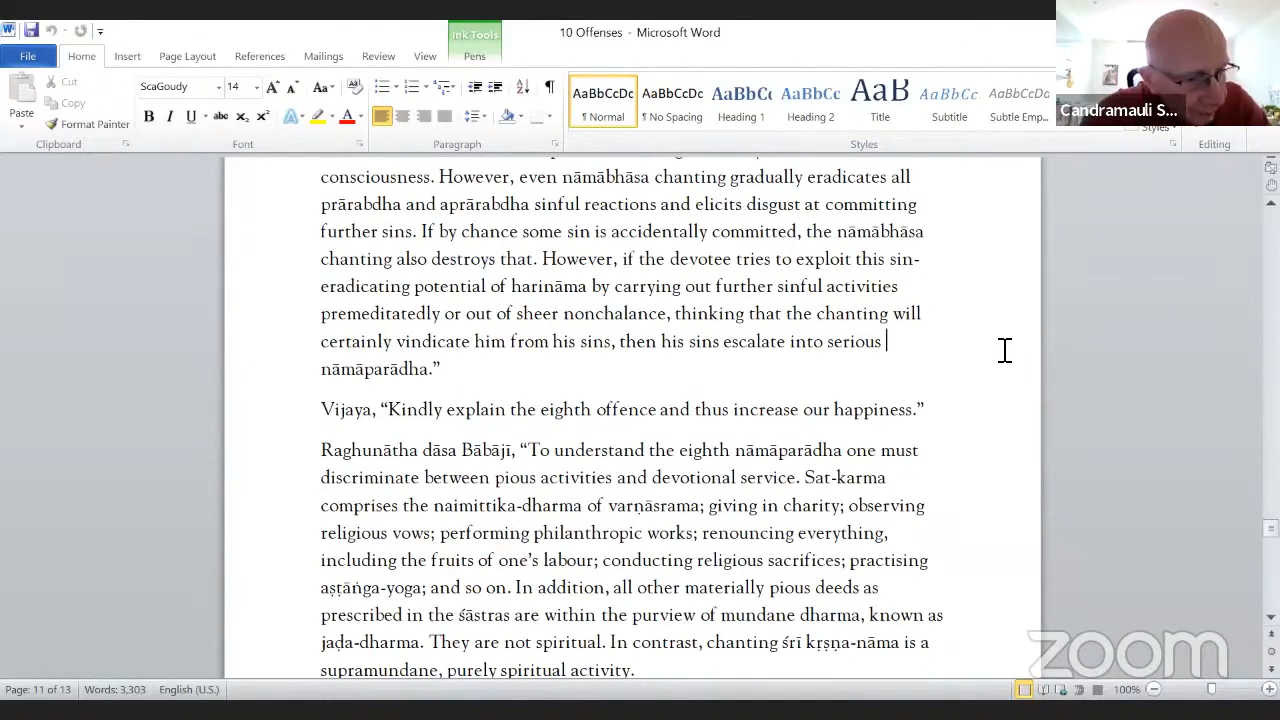 Ink Tools
10 Offenses - Microsoft Word
File Home Insert Page Layout References Mailings Review View Pens
Paste
Cut
Copy
Format Painter
Clipboard
ScaGoudy 14
Font
Paragraph
AaBbCcDc AaBbCcDc AaBbC AaBbCc AaB AaBbCc. AaBbCcDc
¶ Normal ¶ No Spacing Heading 1 Heading 2 Title Subtitle Subtle Emp...
Styles
Styles
Editing
Candramauli S...
consciousness. However, even nāmābhāsa chanting gradually eradicates all
prārabdha and aprārabdha sinful reactions and elicits disgust at committing
further sins. If by chance some sin is accidentally committed, the nāmābhāsa
chanting also destroys that. However, if the devotee tries to exploit this sin-
eradicating potential of harināma by carrying out further sinful activities
premeditatedly or out of sheer nonchalance, thinking that the chanting will
certainly vindicate him from his sins, then his sins escalate into serious
nāmāparādha.”
Vijaya, “Kindly explain the eighth offence and thus increase our happiness.”
Raghunātha dāsa Bābājī, “To understand the eighth nāmāparādha one must
discriminate between pious activities and devotional service. Sat-karma
comprises the naimittika-dharma of varṇāsrama; giving in charity; observing
religious vows; performing philanthropic works; renouncing everything,
including the fruits of one’s labour; conducting religious sacrifices; practising
aṣṭāṅga-yoga; and so on. In addition, all other materially pious deeds as
prescribed in the śāstras are within the purview of mundane dharma, known as
jaḍa-dharma. They are not spiritual. In contrast, chanting śrī kṛṣṇa-nāma is a
supramundane, purely spiritual activity.
zoom
Page: 11 of 13 Words: 3,303 English (U.S.) 100%